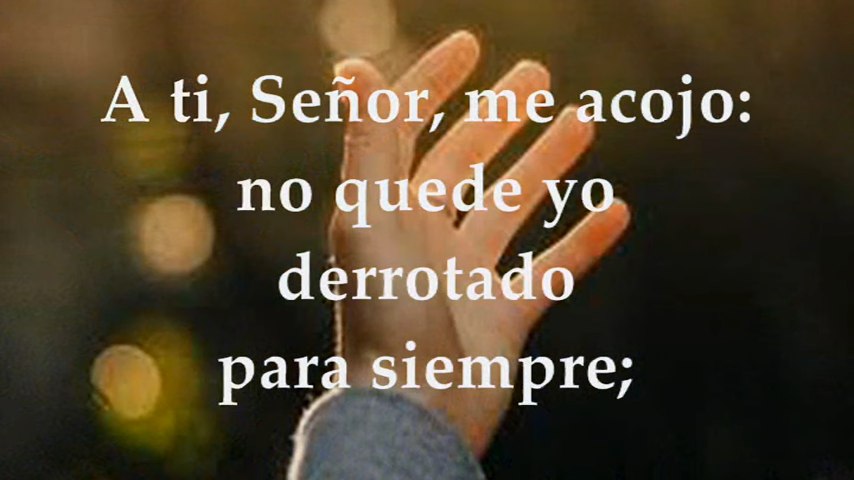 A ti, Señor, me acojo:
no quede yo
derrotado
para siempre;